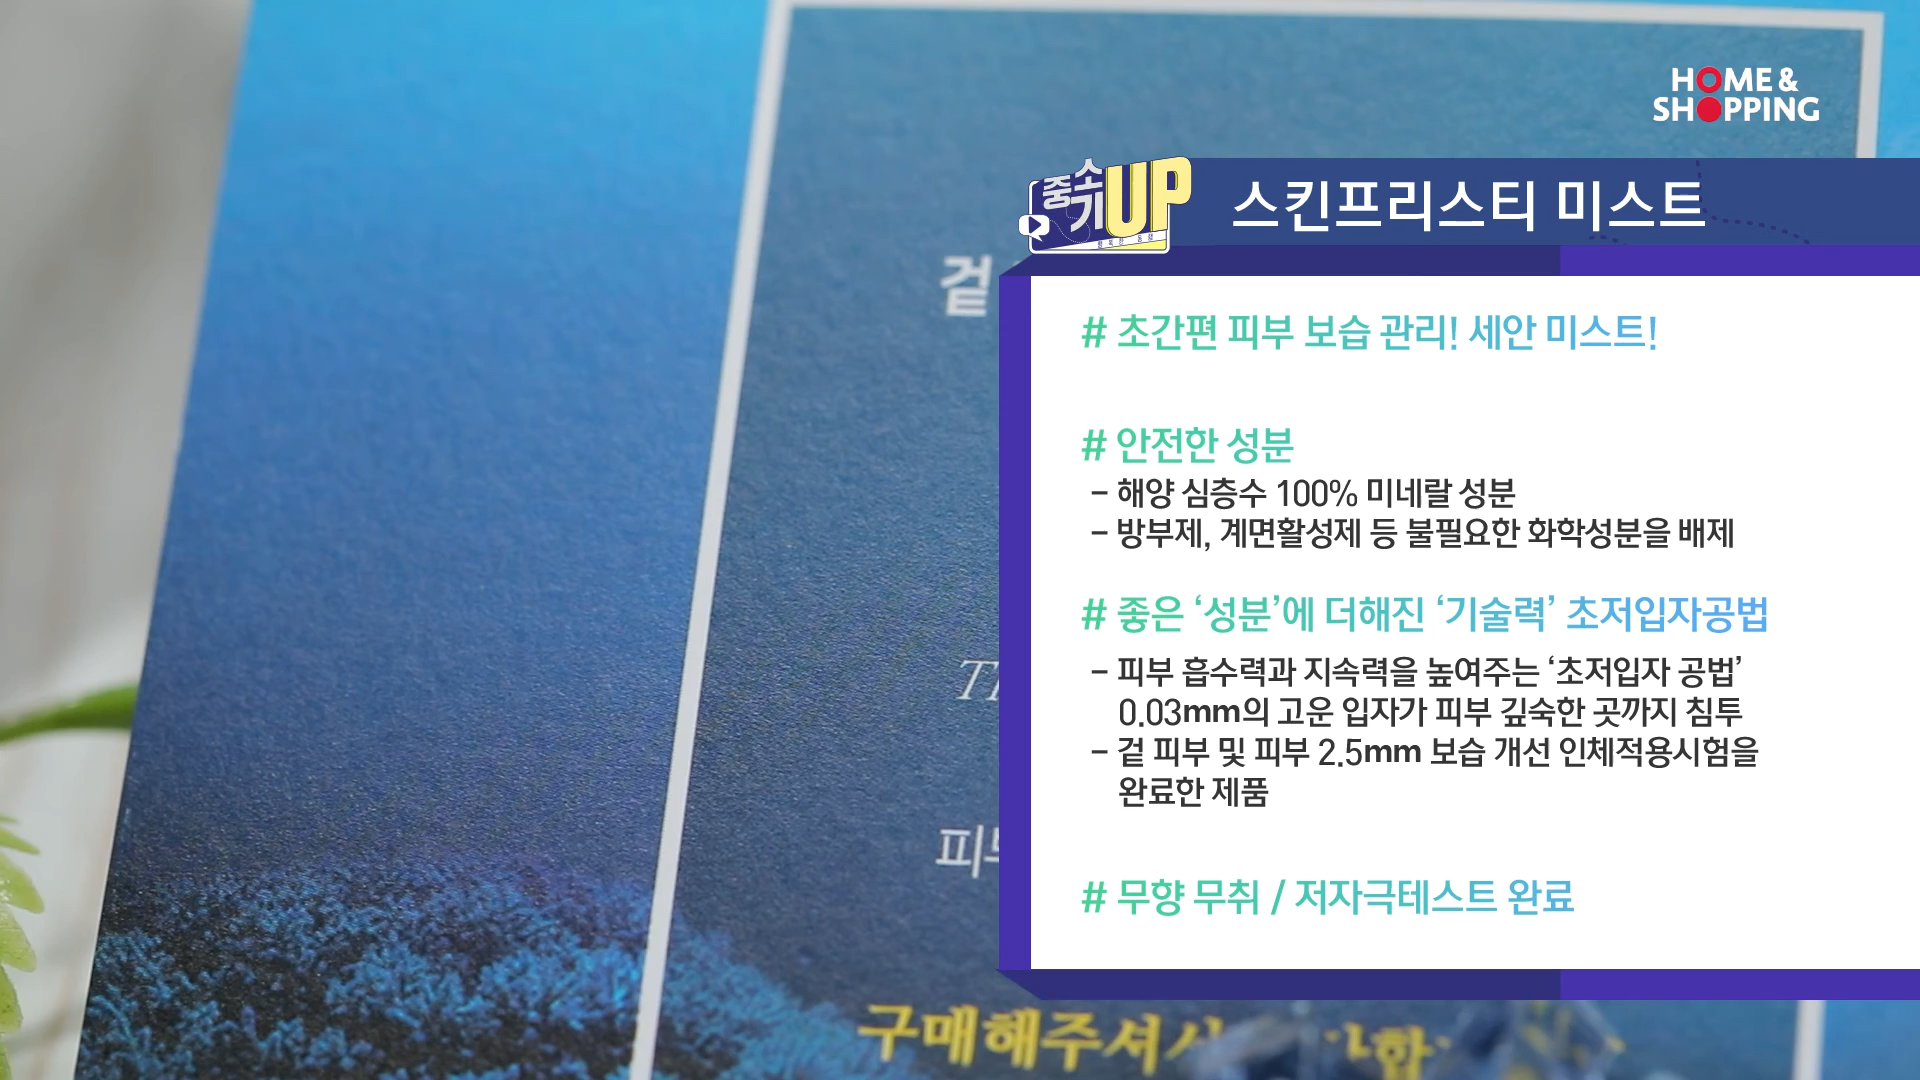 HOME&
SHOPPING
중소
기UP
스킨프리스티 미스트
# 초간편 피부 보습 관리! 세안 미스트!
# 안전한 성분
- 해양 심층수 100% 미네랄 성분
- 방부제, 계면활성제 등 불필요한 화학성분을 배제
# 좋은 ‘성분’에 더해진 ‘기술력’ 초저입자공법
- 피부 흡수력과 지속력을 높여주는 ‘초저입자 공법’
0.03mm의 고운 입자가 피부 깊숙한 곳까지 침투
- 겉 피부 및 피부 2.5mm 보습 개선 인체적용시험을
완료한 제품
# 무향 무취 / 저자극테스트 완료
겉
구매해주셔서